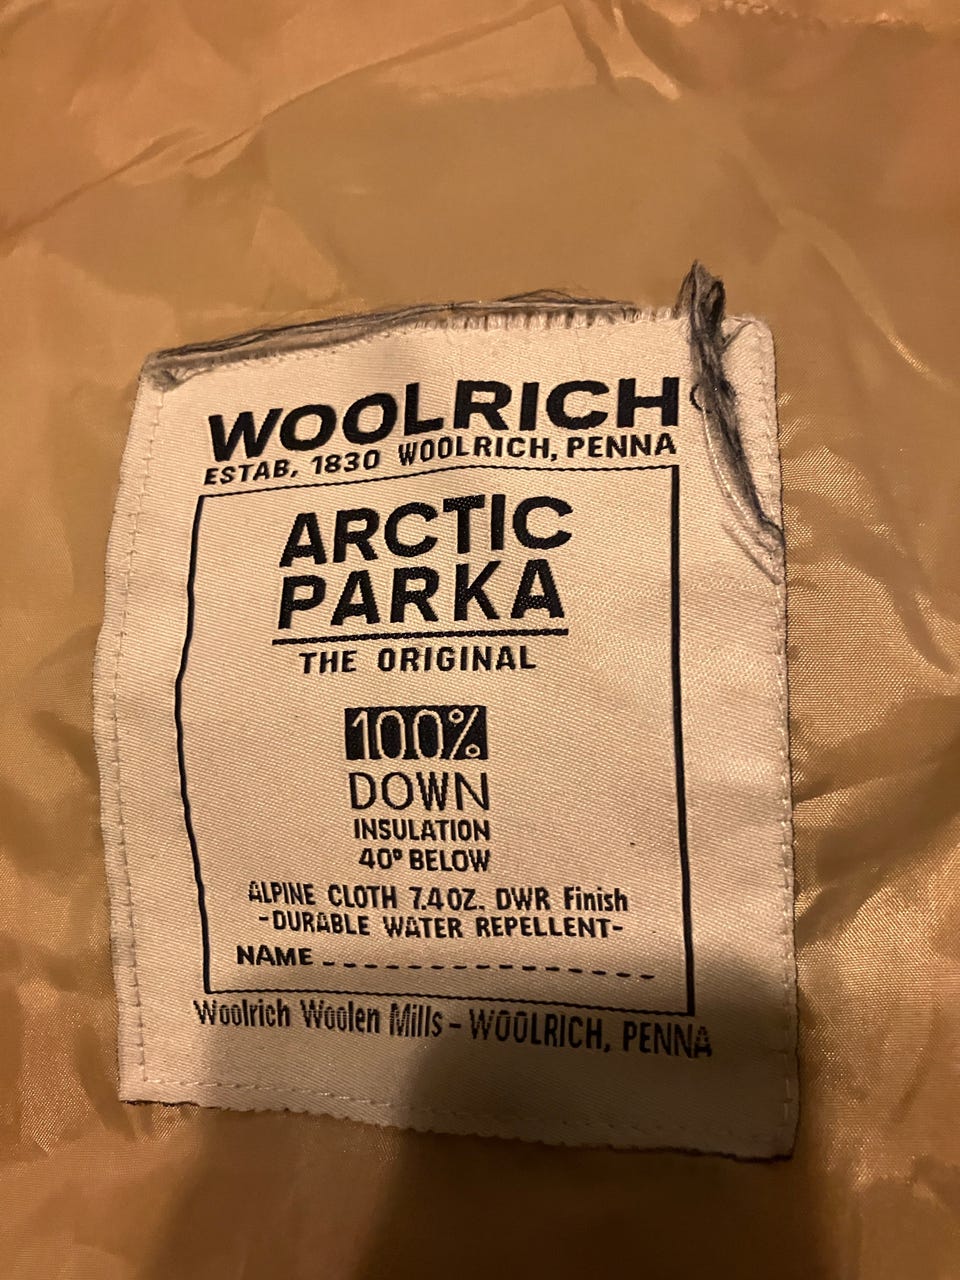 WOOLRICH
ESTAB, 1830 WOOLRICH, PENNA
ARCTIC
PARKA
THE ORIGINAL
100%
DOWN
INSULATION
40° BELOW
ALPINE CLOTH 7.4 OZ. DWR Finish
-DURABLE WATER REPELLENT-
NAME
Woolrich Woolen Mills - WOOLRICH, PENNA